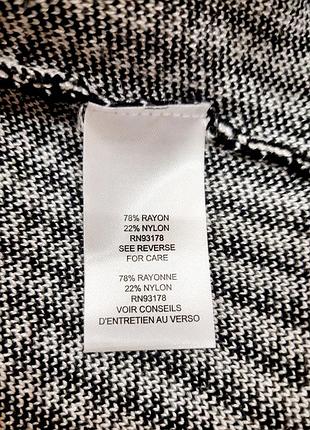 78% RAYON
22% NYLON
RN93178
SEE REVERSE
FOR CARE
78% RAYONNE
22% NYLON
RN93178
VOIR CONSEILS
D'ENTRETIEN AU VERSO